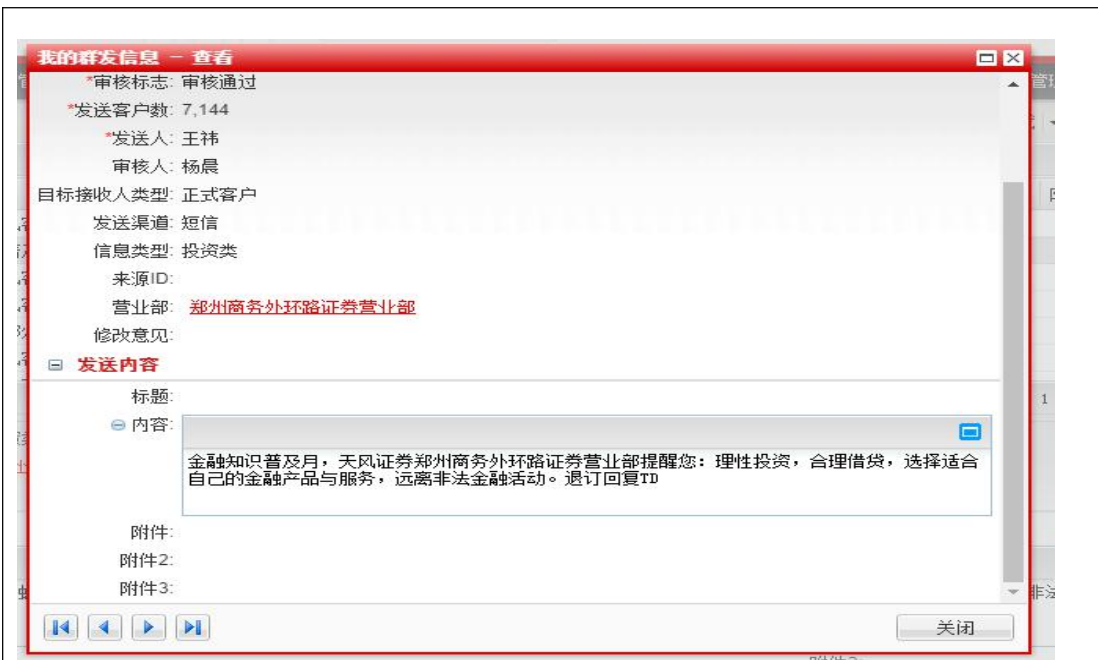 我的群发信息 - 查看
*审核标志: 审核通过
*发送客户数: 7,144
*发送人: 王祎
审核人: 杨晨
目标接收人类型: 正式客户
发送渠道: 短信
信息类型: 投资类
来源ID:
营业部: 郑州商务外环路证券营业部
修改意见:
发送内容
标题:
内容:
金融知识普及月，天风证券郑州商务外环路证券营业部提醒您：理性投资，合理借贷，选择适合
自己的金融产品与服务，远离非法金融活动。退订回复TD
附件:
附件2:
附件3:
关闭
1